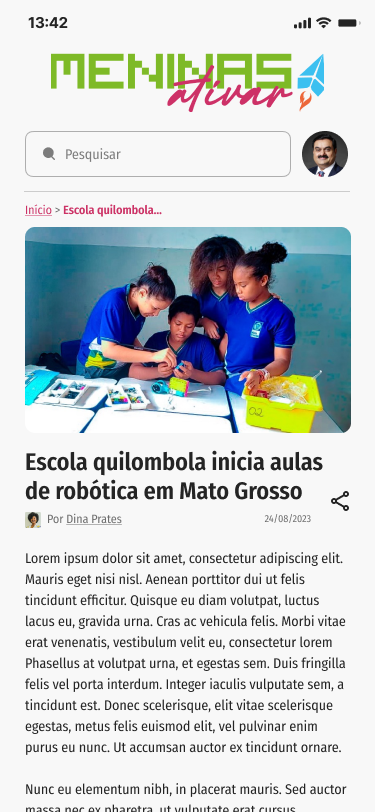 13:42
MENINAS
ativar
Pesquisar
Inicio > Escola quilombola...
02
Escola quilombola inicia aulas
de robótica em Mato Grosso
Por Dina Prates
24/08/2023
Lorem ipsum dolor sit amet, consectetur adipiscing elit.
Mauris eget nisi nisl. Aenean porttitor dui ut felis
tincidunt efficitur. Quisque eu diam volutpat, luctus
lacus eu, gravida urna. Cras ac vehicula felis. Morbi vitae
erat venenatis, vestibulum velit eu, consectetur lorem
Phasellus at volutpat urna, et egestas sem. Duis fringilla
felis vel porta interdum. Integer iaculis vulputate sem, a
tincidunt est. Donec scelerisque, elit vitae scelerisque
egestas, metus felis euismod elit, vel pulvinar enim
purus eu nunc. Ut accumsan auctor ex tincidunt ornare.
Nunc eu elementum nibh, in placerat mauris. Sed auctor
massa nec ex pharetra, ut vulputate erat cursus.